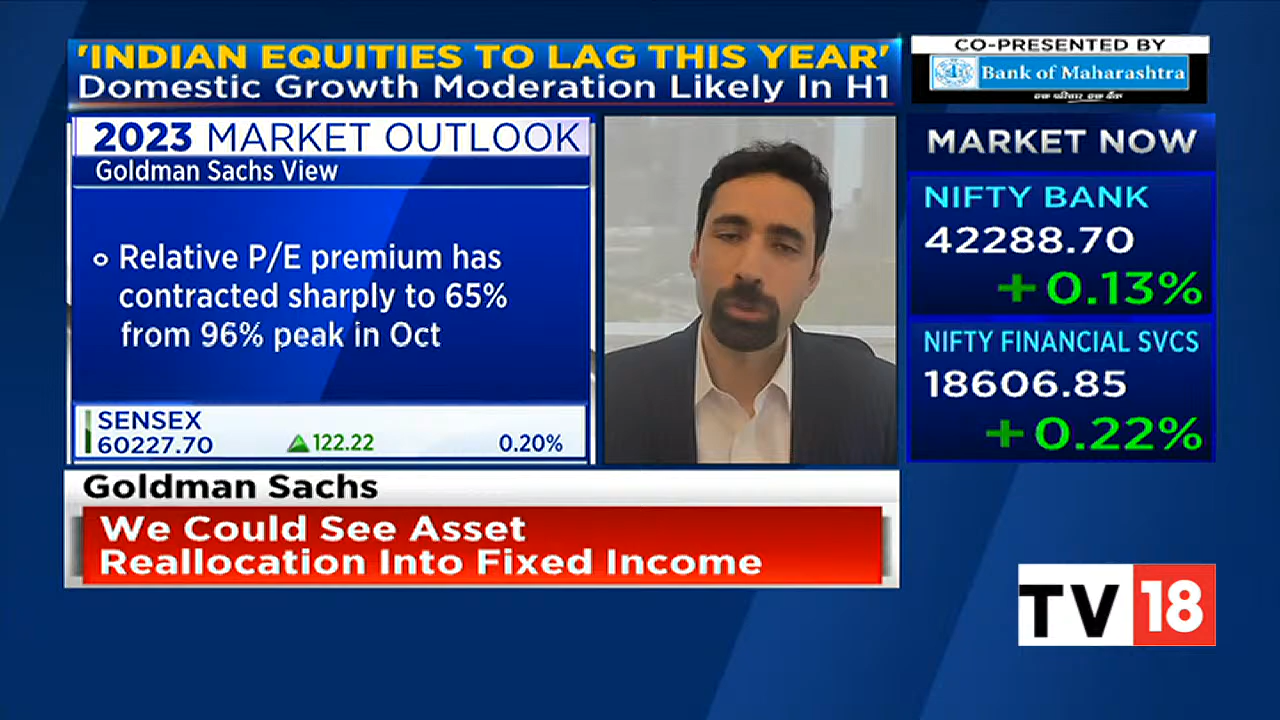 'INDIAN EQUITIES TO LAG THIS YEAR'
Domestic Growth Moderation Likely In H1
CO-PRESENTED BY
Bank of Maharashtra
एक परिवार एक बैंक
2023 MARKET OUTLOOK
Goldman Sachs View
Relative P/E premium has
contracted sharply to 65%
from 96% peak in Oct
SENSEX
60227.70 122.22 0.20%
MARKET NOW
NIFTY BANK
42288.70
+0.13%
NIFTY FINANCIAL SVCS
18606.85
+0.22%
Goldman Sachs
We Could See Asset
Reallocation Into Fixed Income
TV18